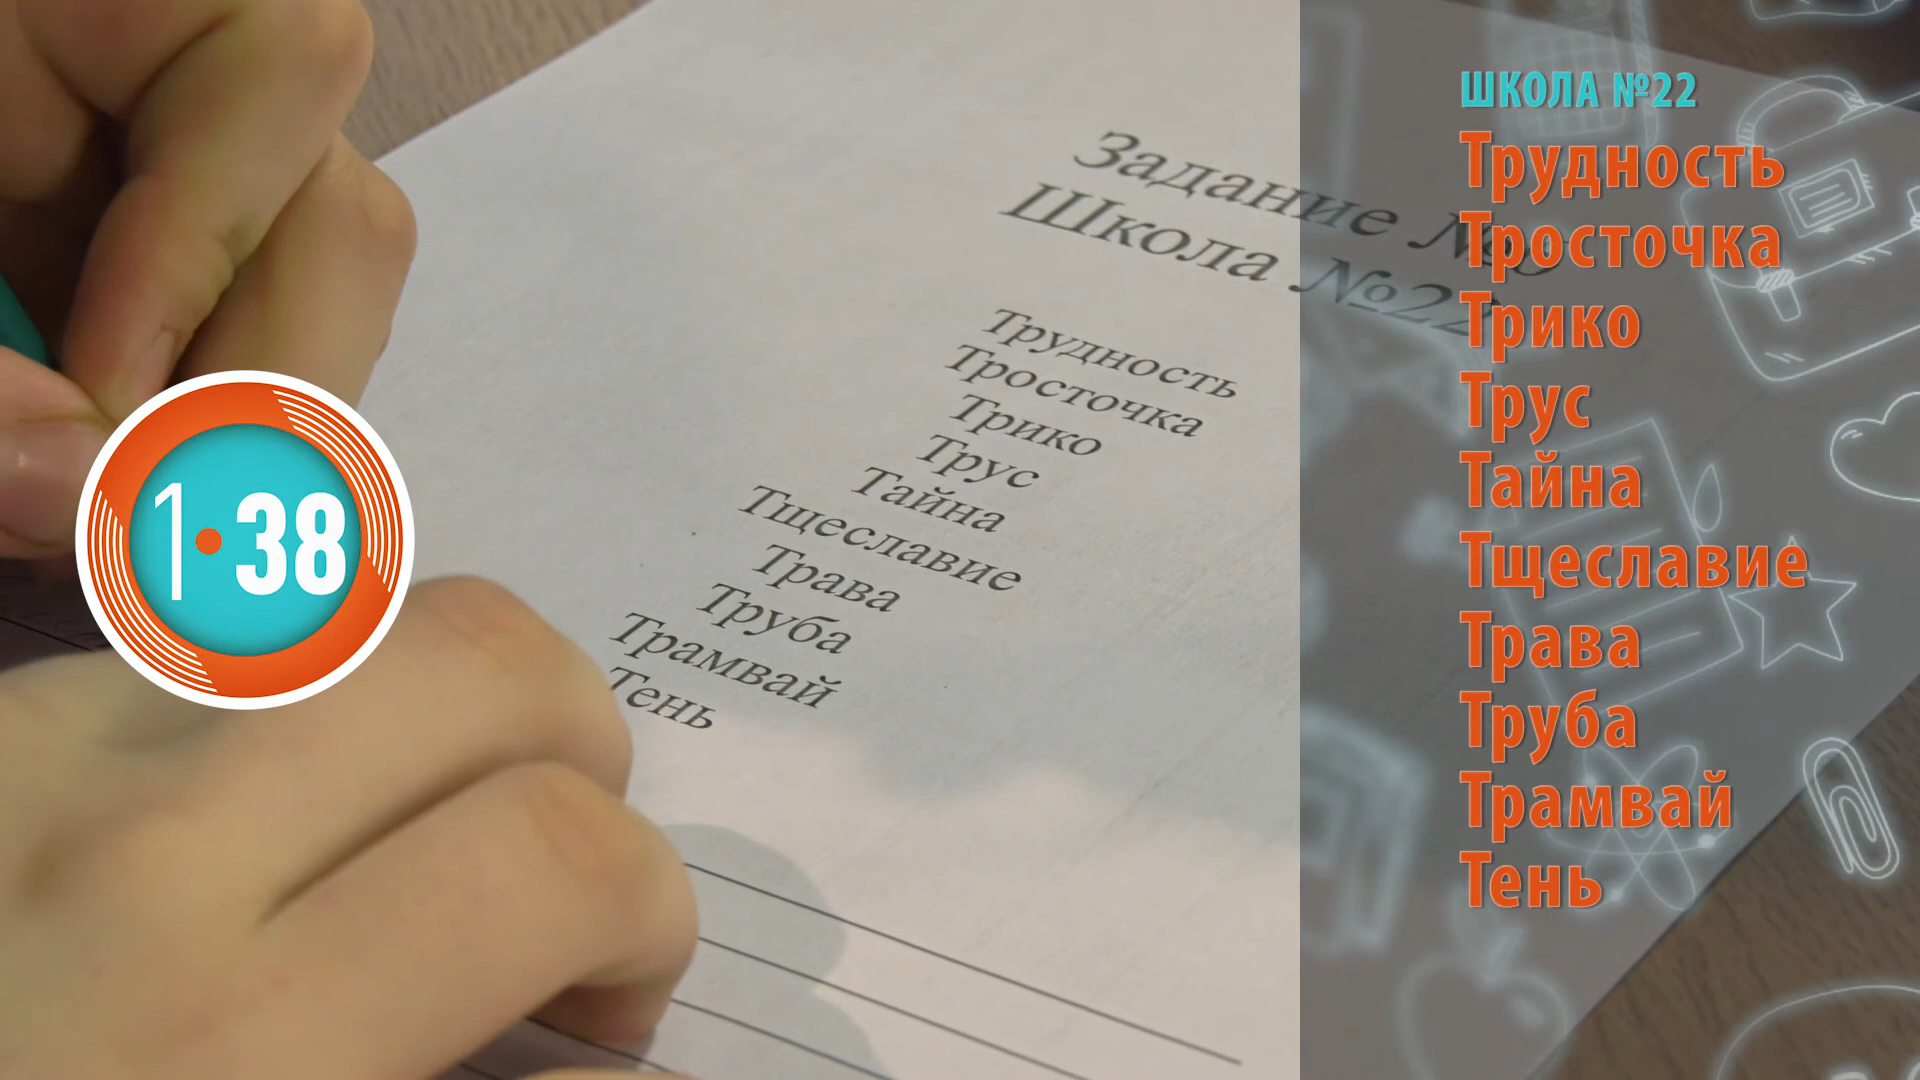 Задание №
Школа №22
Трудность
Тросточка
Трико
Трус
Тайна
Тщеславие
Трава
Труба
Трамвай
Тень
1•38
ШКОЛА №22
Трудность
Тросточка
Трико
Трус
Тайна
Тщеславие
Трава
Труба
Трамвай
Тень